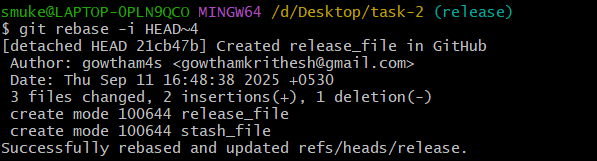 smuke@LAPTOP-OPLN9QCO MINGW64 /d/Desktop/task-2 (release)
$ git rebase -i HEAD~4
[detached HEAD 21cb47b] Created release_file in GitHub
 Author: gowtham4s <gowthamkrithesh@gmail.com>
 Date: Thu Sep 11 16:48:38 2025 +0530
 3 files changed, 2 insertions(+), 1 deletion(-)
 create mode 100644 release_file
 create mode 100644 stash_file
Successfully rebased and updated refs/heads/release.